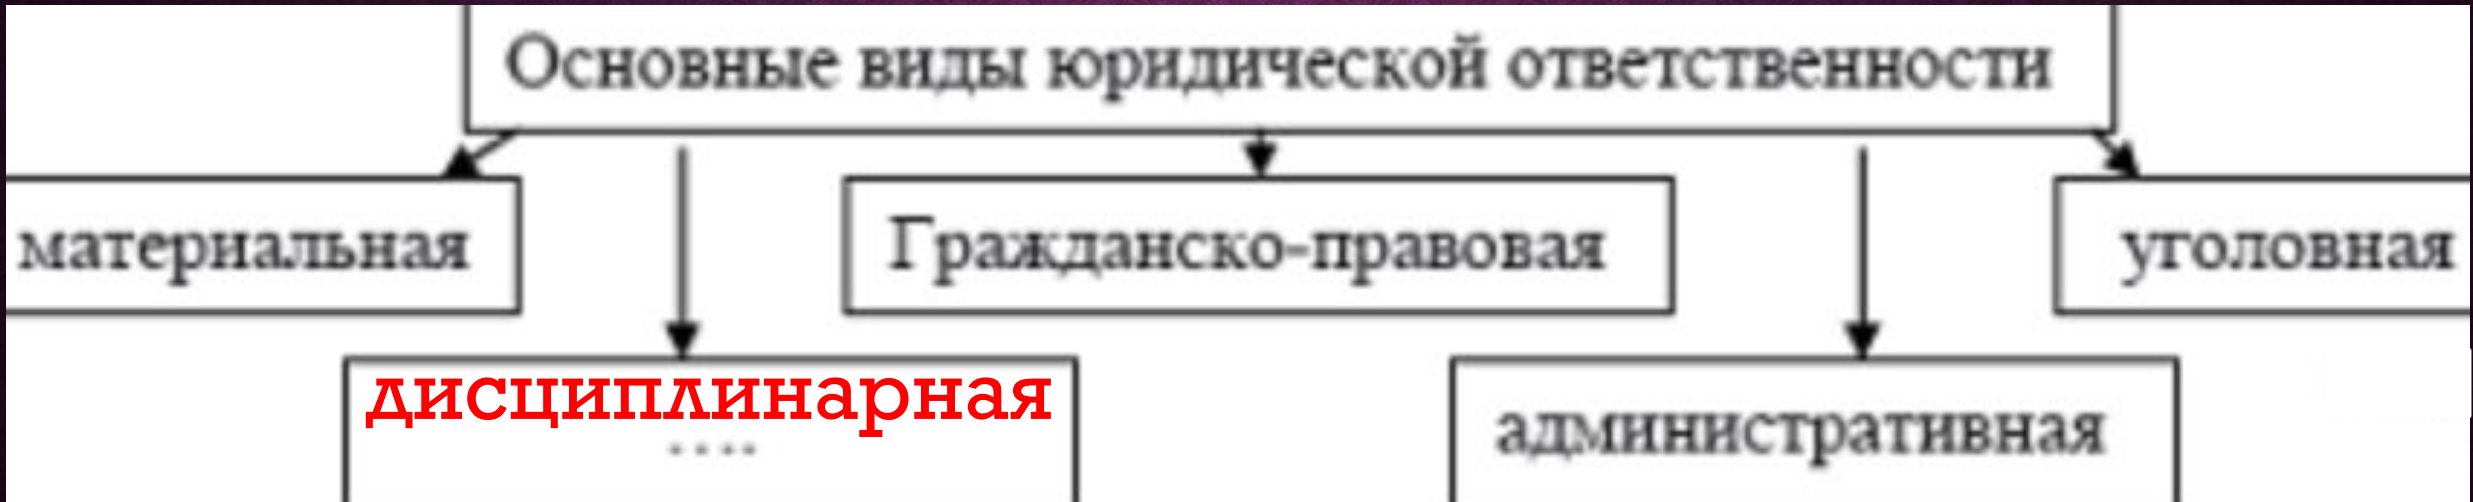 Основные виды юридической ответственности
материальная
Гражданско-правовая
уголовная
дисциплинарная
....
административная